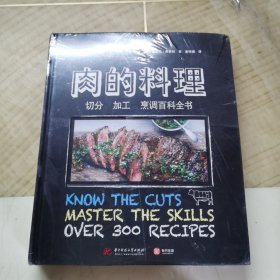 肉的料理
切分 加工 烹调百科全书
KNOW THE CUTS
MASTER THE SKILLS
OVER 300 RECIPES